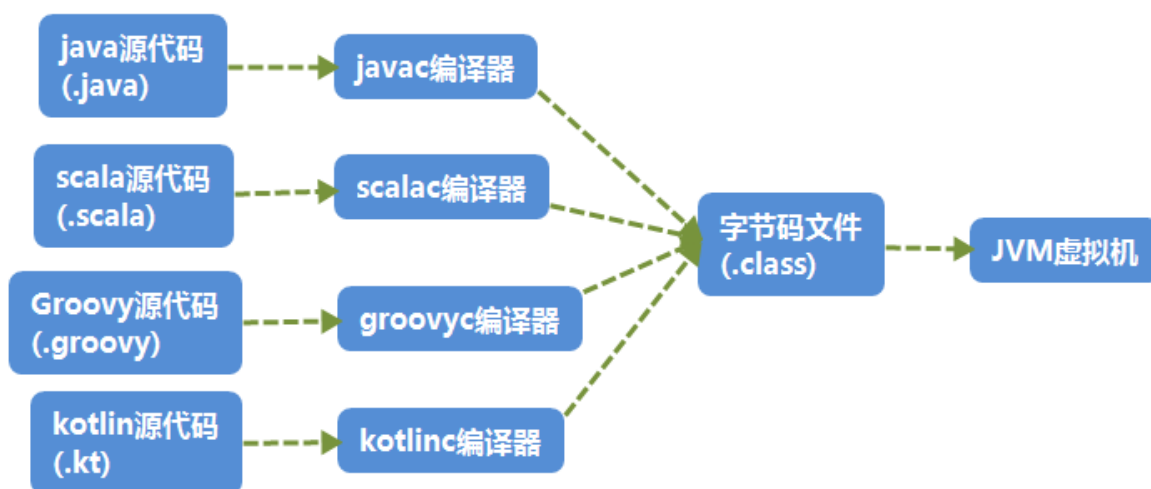 java源代码
(.java)
javac编译器
scala源代码
(.scala)
scalac编译器
字节码文件
(.class)
JVM虚拟机
Groovy源代码
(.groovy)
groovyc编译器
kotlin源代码
(.kt)
kotlinc编译器